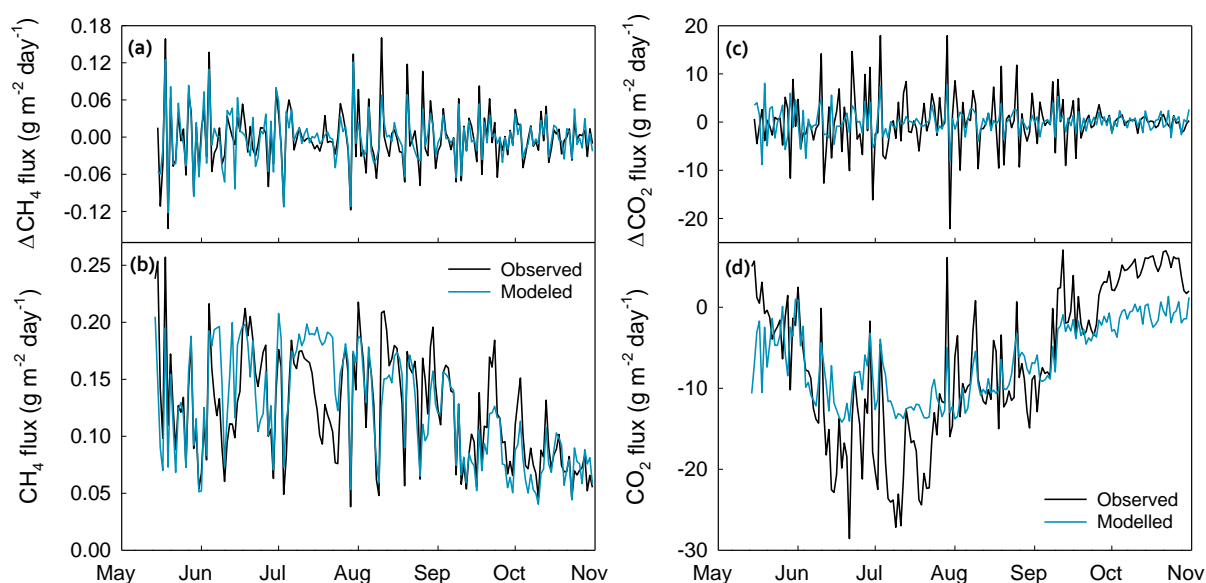 (a)
0.18
0.12
0.06
0.00
-0.06
-0.12
ΔCH₄ flux (g m⁻² day⁻¹)
(c)
20
10
0
-10
-20
ΔCO₂ flux (g m⁻² day⁻¹)
(b)
Observed
Modeled
0.25
0.20
0.15
0.10
0.05
0.00
CH₄ flux (g m⁻² day⁻¹)
May Jun Jul Aug Sep Oct Nov
(d)
0
-10
-20
-30
CO₂ flux (g m⁻² day⁻¹)
Observed
Modelled
May Jun Jul Aug Sep Oct Nov